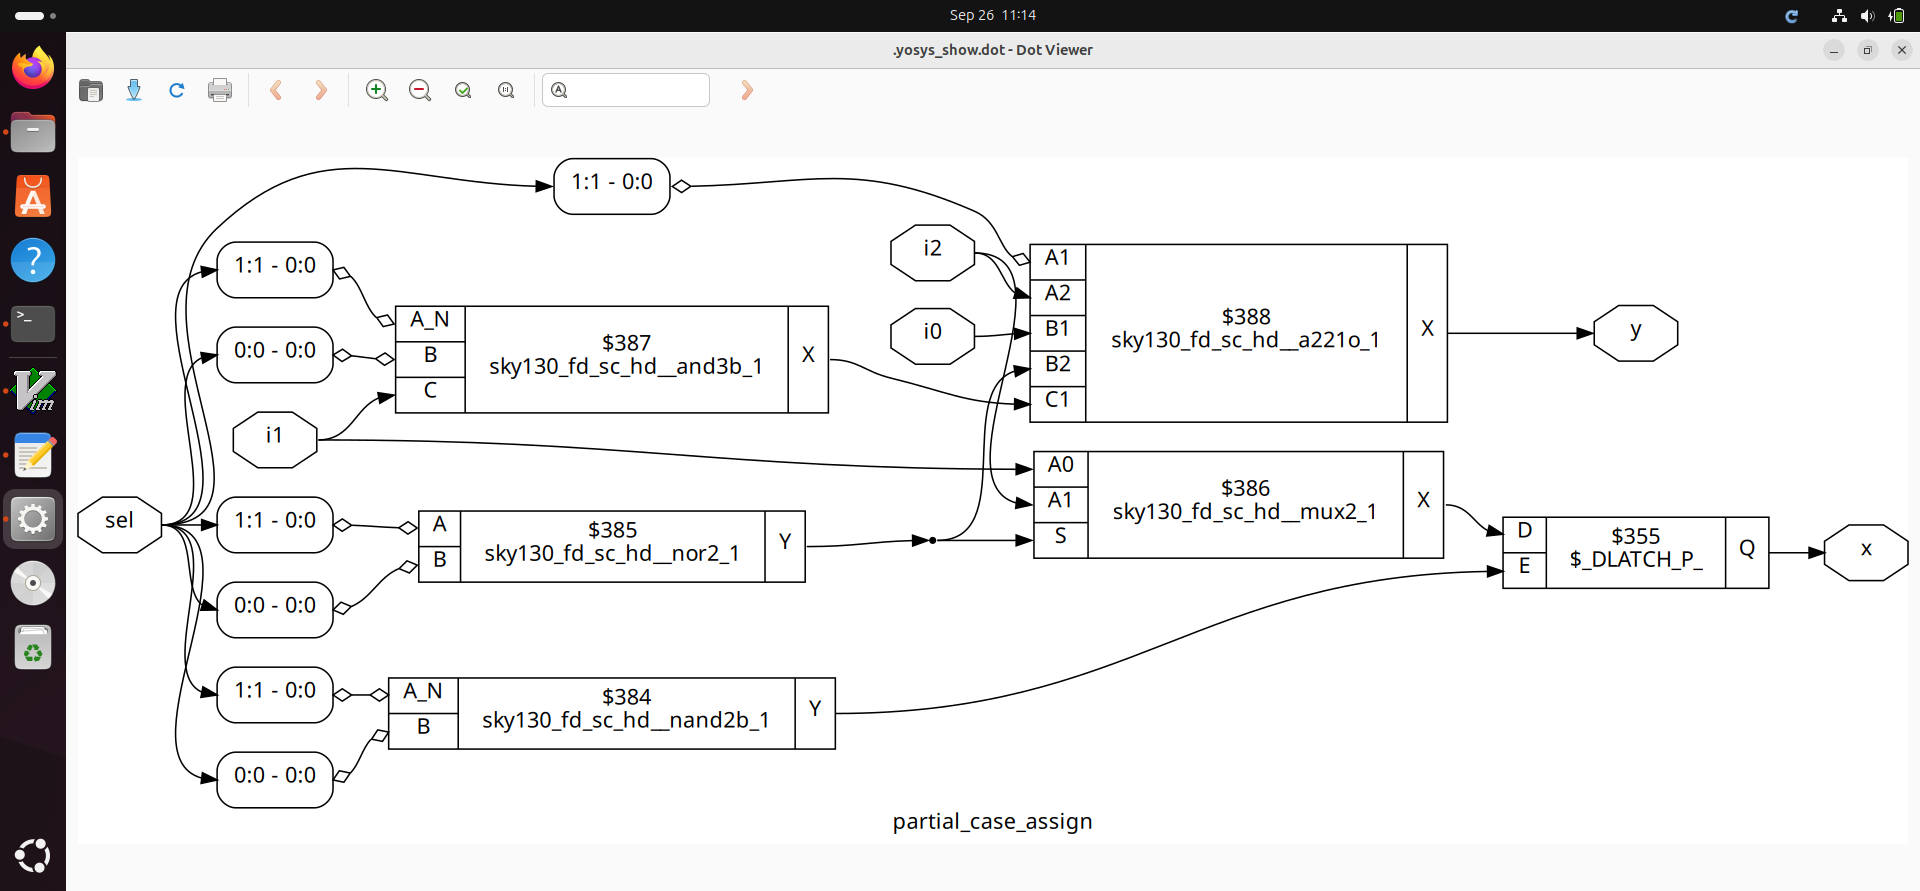 Sep 26 11:14
.yosys_show.dot - Dot Viewer
1:1 - 0:0
i2
A1
A2
B1
B2
C1
$388
sky130_fd_sc_hd__a221o_1
X
y
i0
1:1 - 0:0
0:0 - 0:0
A_N
B
C
$387
sky130_fd_sc_hd__and3b_1
X
i1
A0
A1
S
$386
sky130_fd_sc_hd__mux2_1
X
sel
1:1 - 0:0
0:0 - 0:0
A
B
$385
sky130_fd_sc_hd__nor2_1
Y
D
E
$355
$_DLATCH_P_
Q
x
1:1 - 0:0
0:0 - 0:0
A_N
B
$384
sky130_fd_sc_hd__nand2b_1
Y
partial_case_assign